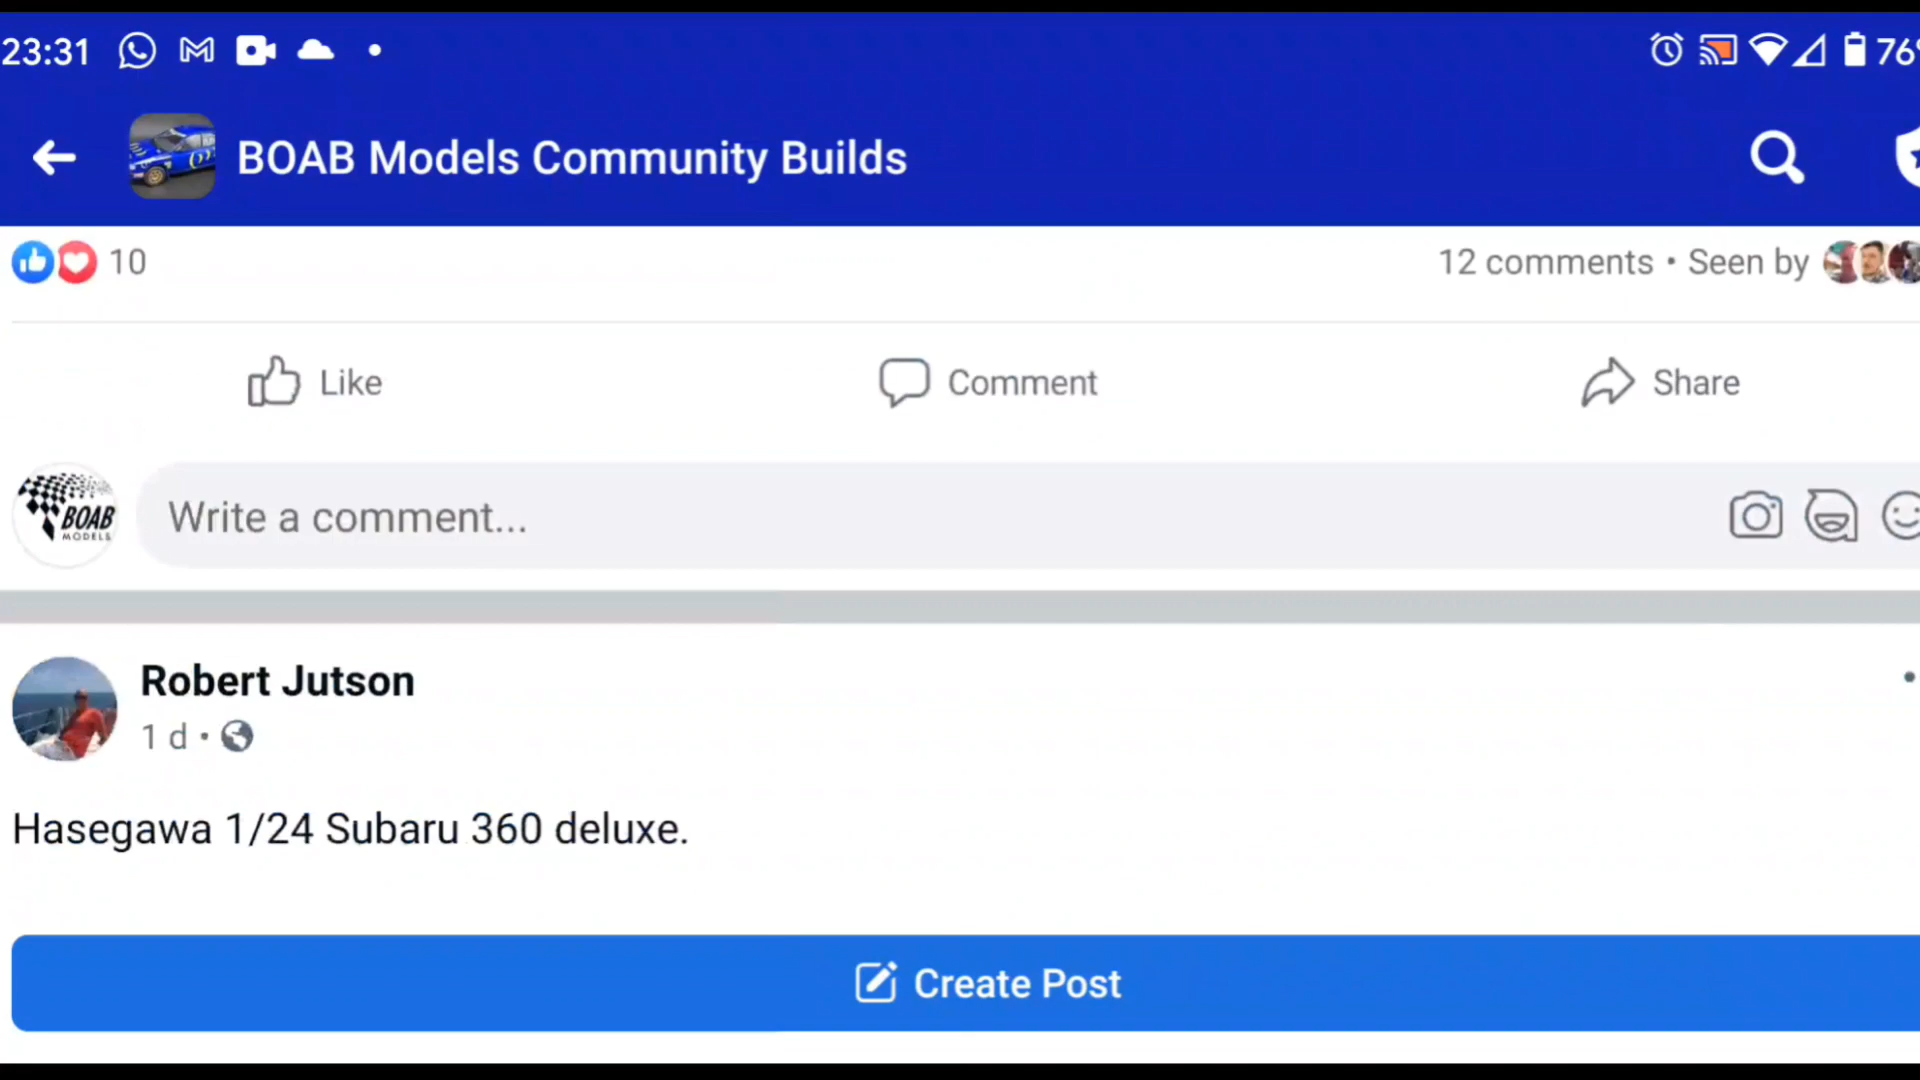 23:31
76
BOAB Models Community Builds
10
12 comments • Seen by
Like
Comment
Share
BOAB
MODELS
Write a comment...
Robert Jutson
1 d •
Hasegawa 1/24 Subaru 360 deluxe.
Create Post